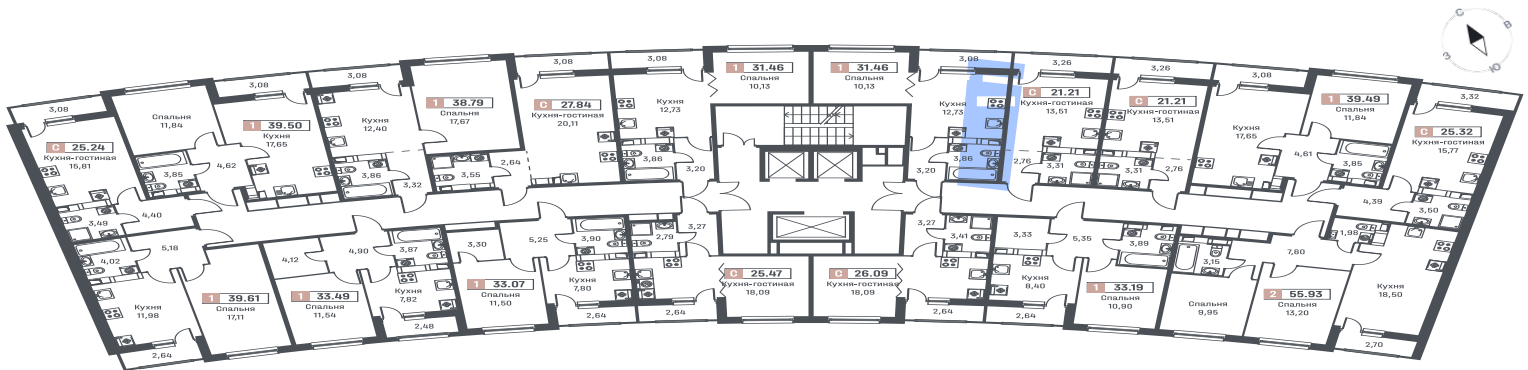 С
В
З
Ю
3,08
25.24
С
Кухня-гостиная
15,81
3,49
4,40
Спальня
11,84
3,85
4,62
3,08
1
39.50
Кухня
17,65
3,08
Кухня
12,40
3,86
3,32
1
38.79
Спальня
17,67
3,55
2,64
3,08
С
27.84
Кухня-гостиная
20,11
3,08
Кухня
12,73
3,86
3,20
1
31.46
Спальня
10,13
1
31.46
Спальня
10,13
3,08
Кухня
12,73
3,86
3,20
3,26
С
21.21
Кухня-гостиная
13,51
2,76
3,31
3,26
С
21.21
Кухня-гостиная
13,51
3,31
2,76
3,08
Кухня
17,65
4,61
1
39.49
Спальня
11,84
3,85
3,32
С
25.32
Кухня-гостиная
15,77
4,39
3,50
4,02
5,18
Кухня
11,98
2,64
1
39.61
Спальня
17,11
4,12
1
33.49
Спальня
11,54
4,90
3,87
Кухня
7,82
2,48
3,30
1
33.07
Спальня
11,50
5,25
3,90
Кухня
7,80
2,64
2,79
3,27
2,64
С
25.47
Кухня-гостиная
18,09
С
26.09
Кухня-гостиная
18,09
3,27
3,41
2,64
3,33
Кухня
8,40
2,64
5,35
3,89
1
33.19
Спальня
10,90
3,15
Спальня
9,95
7,80
2
55.93
Спальня
13,20
1,98
Кухня
18,50
2,70